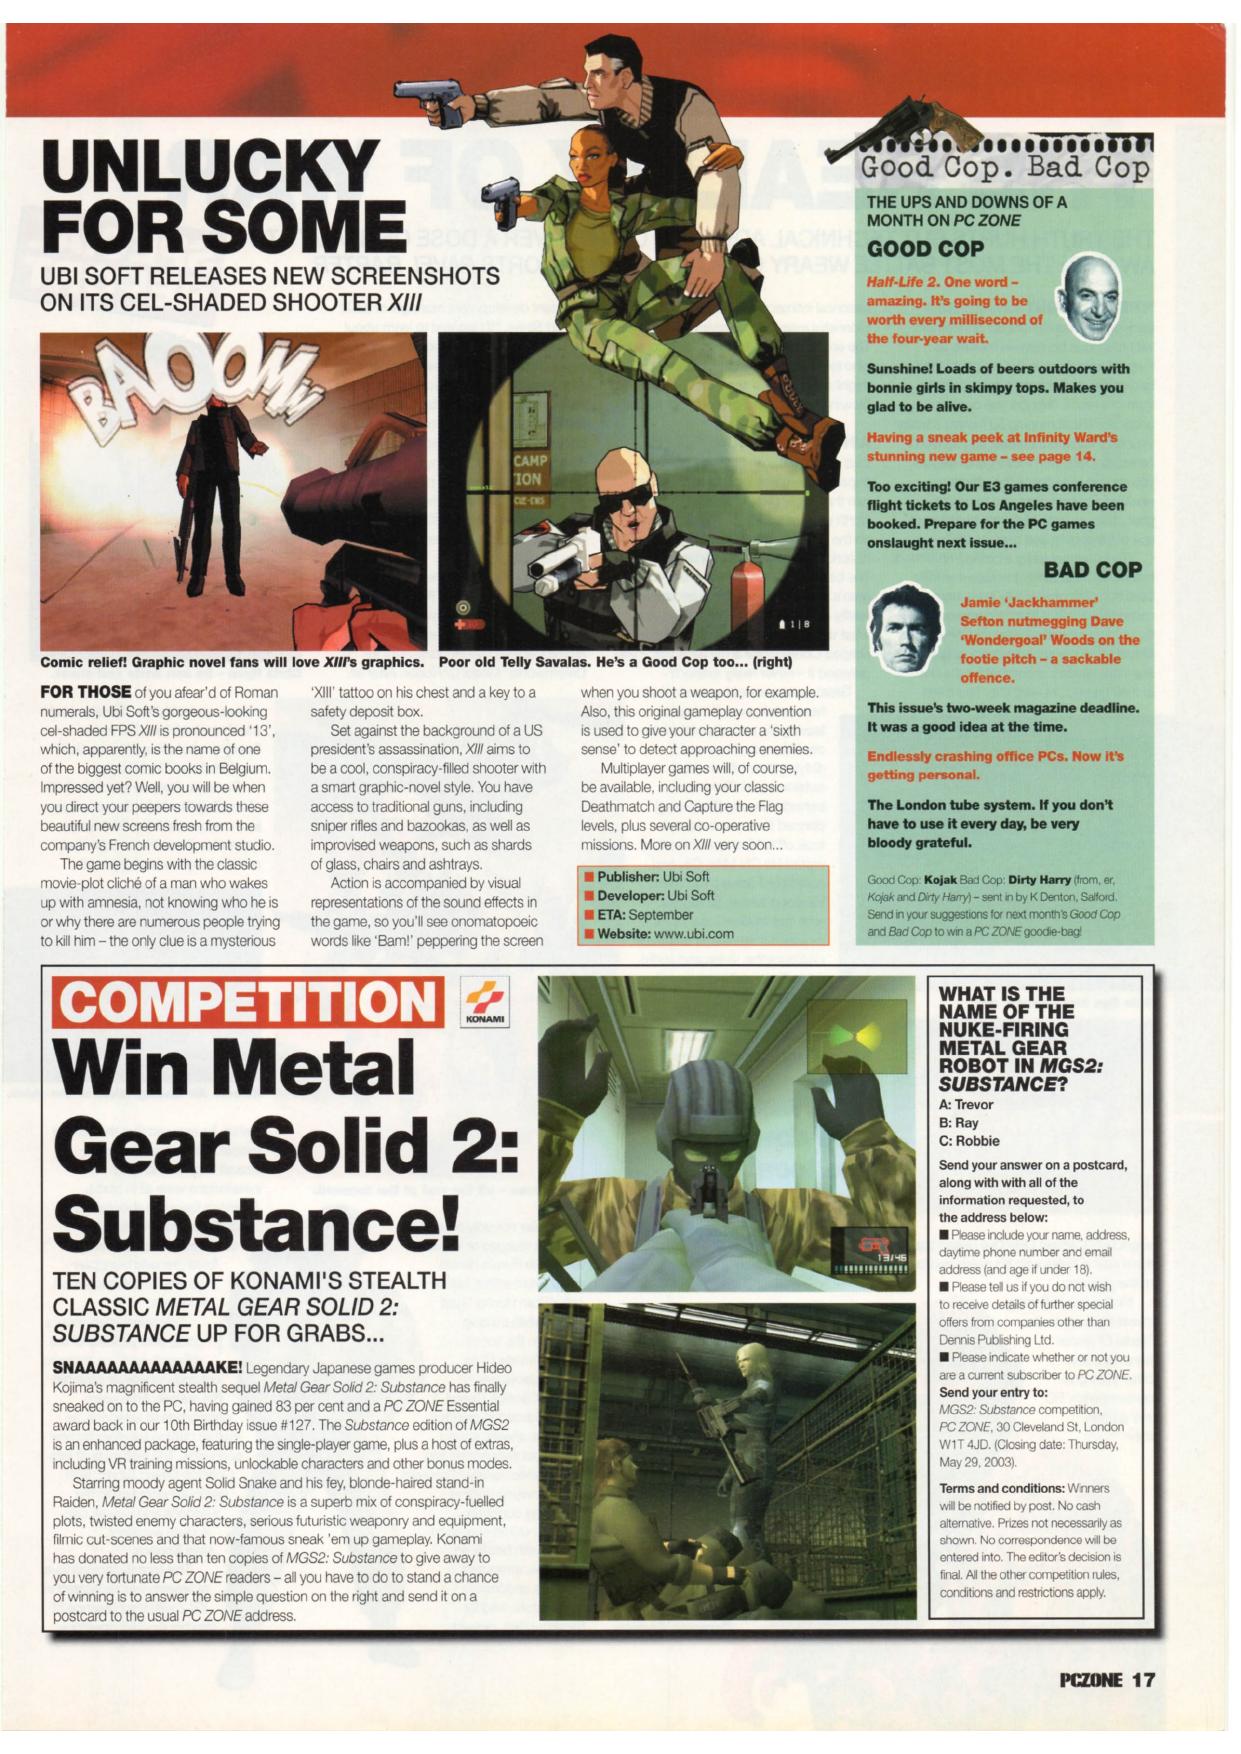 UNLUCKY
FOR SOME
UBI SOFT RELEASES NEW SCREENSHOTS
ON ITS CEL-SHADED SHOOTER XIII
BAOOMM
CAMP
TION
1|8
Comic relief! Graphic novel fans will love XIII's graphics.
Poor old Telly Savalas. He's a Good Cop too... (right)
FOR THOSE of you afear'd of Roman
numerals, Ubi Soft's gorgeous-looking
cel-shaded FPS XIII is pronounced '13',
which, apparently, is the name of one
of the biggest comic books in Belgium.
Impressed yet? Well, you will be when
you direct your peepers towards these
beautiful new screens fresh from the
company's French development studio.
The game begins with the classic
movie-plot cliché of a man who wakes
up with amnesia, not knowing who he is
or why there are numerous people trying
to kill him – the only clue is a mysterious
'XIII' tattoo on his chest and a key to a
safety deposit box.
Set against the background of a US
president's assassination, XIII aims to
be a cool, conspiracy-filled shooter with
a smart graphic-novel style. You have
access to traditional guns, including
sniper rifles and bazookas, as well as
improvised weapons, such as shards
of glass, chairs and ashtrays.
Action is accompanied by visual
representations of the sound effects in
the game, so you'll see onomatopoeic
words like 'Bam!' peppering the screen
when you shoot a weapon, for example.
Also, this original gameplay convention
is used to give your character a 'sixth
sense' to detect approaching enemies.
Multiplayer games will, of course,
be available, including your classic
Deathmatch and Capture the Flag
levels, plus several co-operative
missions. More on XIII very soon...
■ Publisher: Ubi Soft
■ Developer: Ubi Soft
■ ETA: September
■ Website: www.ubi.com
Good Cop. Bad Cop
THE UPS AND DOWNS OF A
MONTH ON PC ZONE
GOOD COP
Half-Life 2. One word –
amazing. It's going to be
worth every millisecond of
the four-year wait.
Sunshine! Loads of beers outdoors with
bonnie girls in skimpy tops. Makes you
glad to be alive.
Having a sneak peek at Infinity Ward's
stunning new game – see page 14.
Too exciting! Our E3 games conference
flight tickets to Los Angeles have been
booked. Prepare for the PC games
onslaught next issue...
BAD COP
Jamie 'Jackhammer'
Sefton nutmegging Dave
'Wondergoal' Woods on the
footie pitch – a sackable
offence.
This issue's two-week magazine deadline.
It was a good idea at the time.
Endlessly crashing office PCs. Now it's
getting personal.
The London tube system. If you don't
have to use it every day, be very
bloody grateful.
Good Cop: Kojak Bad Cop: Dirty Harry (from, er,
Kojak and Dirty Harry) – sent in by K Denton, Salford.
Send in your suggestions for next month's Good Cop
and Bad Cop to win a PC ZONE goodie-bag!
COMPETITION
KONAMI
Win Metal
Gear Solid 2:
Substance!
TEN COPIES OF KONAMI'S STEALTH
CLASSIC METAL GEAR SOLID 2:
SUBSTANCE UP FOR GRABS...
SNAAAAAAAAAAAAAKE! Legendary Japanese games producer Hideo
Kojima's magnificent stealth sequel Metal Gear Solid 2: Substance has finally
sneaked on to the PC, having gained 83 per cent and a PC ZONE Essential
award back in our 10th Birthday issue #127. The Substance edition of MGS2
is an enhanced package, featuring the single-player game, plus a host of extras,
including VR training missions, unlockable characters and other bonus modes.
Starring moody agent Solid Snake and his fey, blonde-haired stand-in
Raiden, Metal Gear Solid 2: Substance is a superb mix of conspiracy-fuelled
plots, twisted enemy characters, serious futuristic weaponry and equipment,
filmic cut-scenes and that now-famous sneak 'em up gameplay. Konami
has donated no less than ten copies of MGS2: Substance to give away to
you very fortunate PC ZONE readers – all you have to do to stand a chance
of winning is to answer the simple question on the right and send it on a
postcard to the usual PC ZONE address.
13/46
WHAT IS THE
NAME OF THE
NUKE-FIRING
METAL GEAR
ROBOT IN MGS2:
SUBSTANCE?
A: Trevor
B: Ray
C: Robbie
Send your answer on a postcard,
along with with all of the
information requested, to
the address below:
■ Please include your name, address,
daytime phone number and email
address (and age if under 18).
■ Please tell us if you do not wish
to receive details of further special
offers from companies other than
Dennis Publishing Ltd.
■ Please indicate whether or not you
are a current subscriber to PC ZONE.
Send your entry to:
MGS2: Substance competition,
PC ZONE, 30 Cleveland St, London
W1T 4JD. (Closing date: Thursday,
May 29, 2003).
Terms and conditions: Winners
will be notified by post. No cash
alternative. Prizes not necessarily as
shown. No correspondence will be
entered into. The editor's decision is
final. All the other competition rules,
conditions and restrictions apply.
PCZONE 17